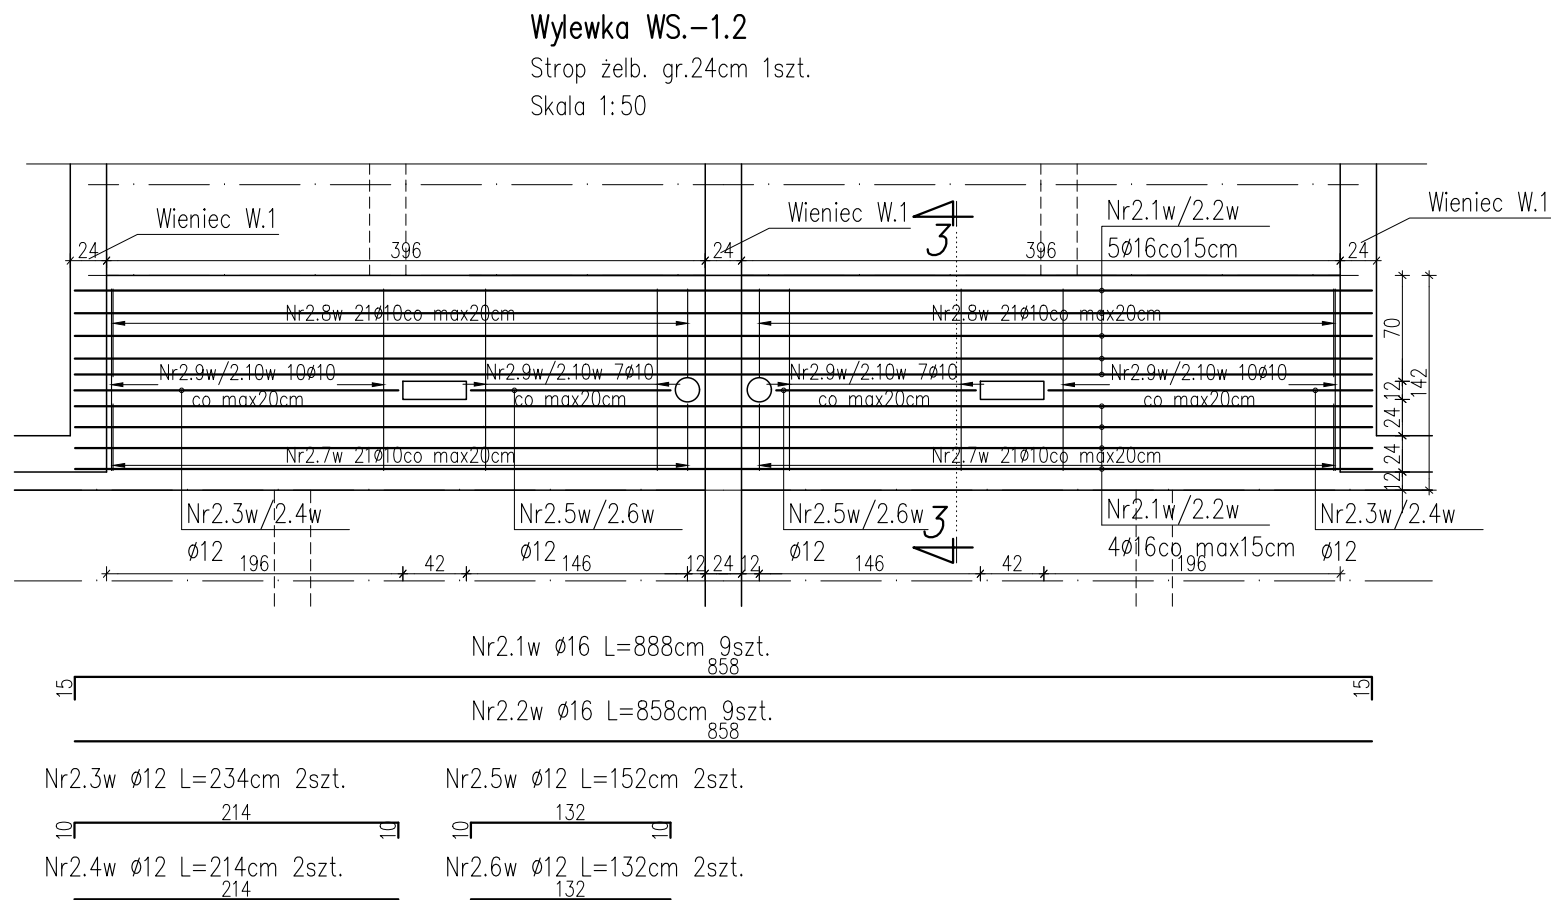 Wylewka WS.-1.2
Strop żelb. gr.24cm 1szt.
Skala 1:50
Wieniec W.1
Wieniec W.1
Nr2.1w/2.2w
5ø16co15cm
Wieniec W.1
3
24
396
24
396
24
Nr2.8w 21ø10co max20cm
Nr2.8w 21ø10co max20cm
70
Nr2.9w/2.10w 10ø10
co max20cm
Nr2.9w/2.10w 7ø10
co max20cm
Nr2.9w/2.10w 7ø10
co max20cm
Nr2.9w/2.10w 10ø10
co max20cm
12
142
24
Nr2.7w 21ø10co max20cm
Nr2.7w 21ø10co max20cm
24
12
Nr2.3w/2.4w
ø12
Nr2.5w/2.6w
ø12
Nr2.5w/2.6w
ø12
3
Nr2.1w/2.2w
4ø16co max15cm
Nr2.3w/2.4w
ø12
196
42
146
12
24
12
146
42
196
Nr2.1w ø16 L=888cm 9szt.
858
15
15
Nr2.2w ø16 L=858cm 9szt.
858
Nr2.3w ø12 L=234cm 2szt.
214
10
10
Nr2.5w ø12 L=152cm 2szt.
132
10
10
Nr2.4w ø12 L=214cm 2szt.
214
Nr2.6w ø12 L=132cm 2szt.
132